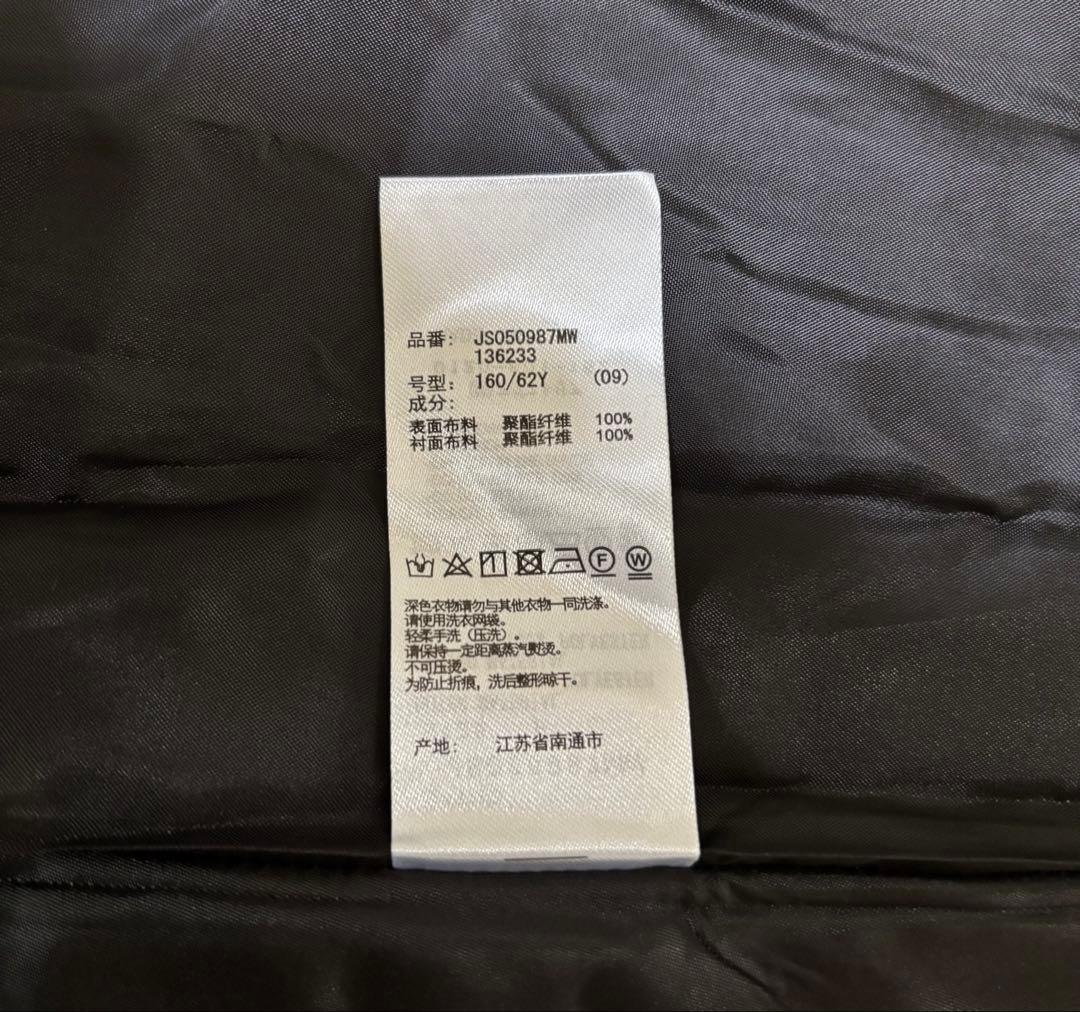 品番: JS050987MW
136233
号型: 160/62Y (09)
成分:
表面布料 聚酯纤维 100%
衬面布料 聚酯纤维 100%
F W
深色衣物请勿与其他衣物一同洗涤。
请使用洗衣网袋。
轻柔手洗（压洗）。
请保持一定距离蒸汽熨烫。
不可压烫。
为防止折痕，洗后整形晾干。
产地: 江苏省南通市